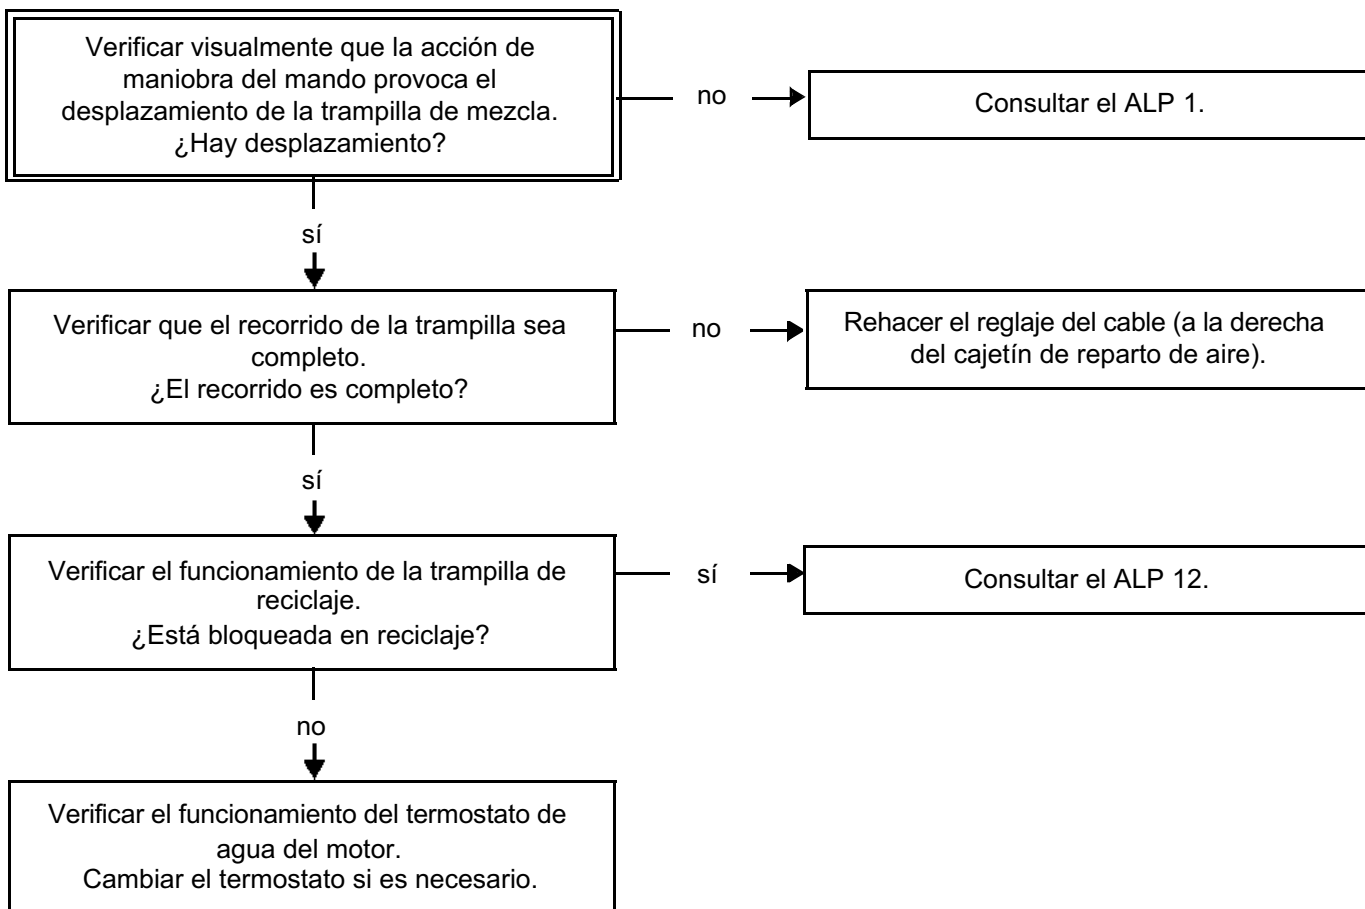 Verificar visualmente que la acción de
maniobra del mando provoca el
desplazamiento de la trampilla de mezcla.
¿Hay desplazamiento?
no
Consultar el ALP 1.
sí
Verificar que el recorrido de la trampilla sea
completo.
¿El recorrido es completo?
no
Rehacer el reglaje del cable (a la derecha
del cajetín de reparto de aire).
sí
Verificar el funcionamiento de la trampilla de
reciclaje.
¿Está bloqueada en reciclaje?
sí
Consultar el ALP 12.
no
Verificar el funcionamiento del termostato de
agua del motor.
Cambiar el termostato si es necesario.